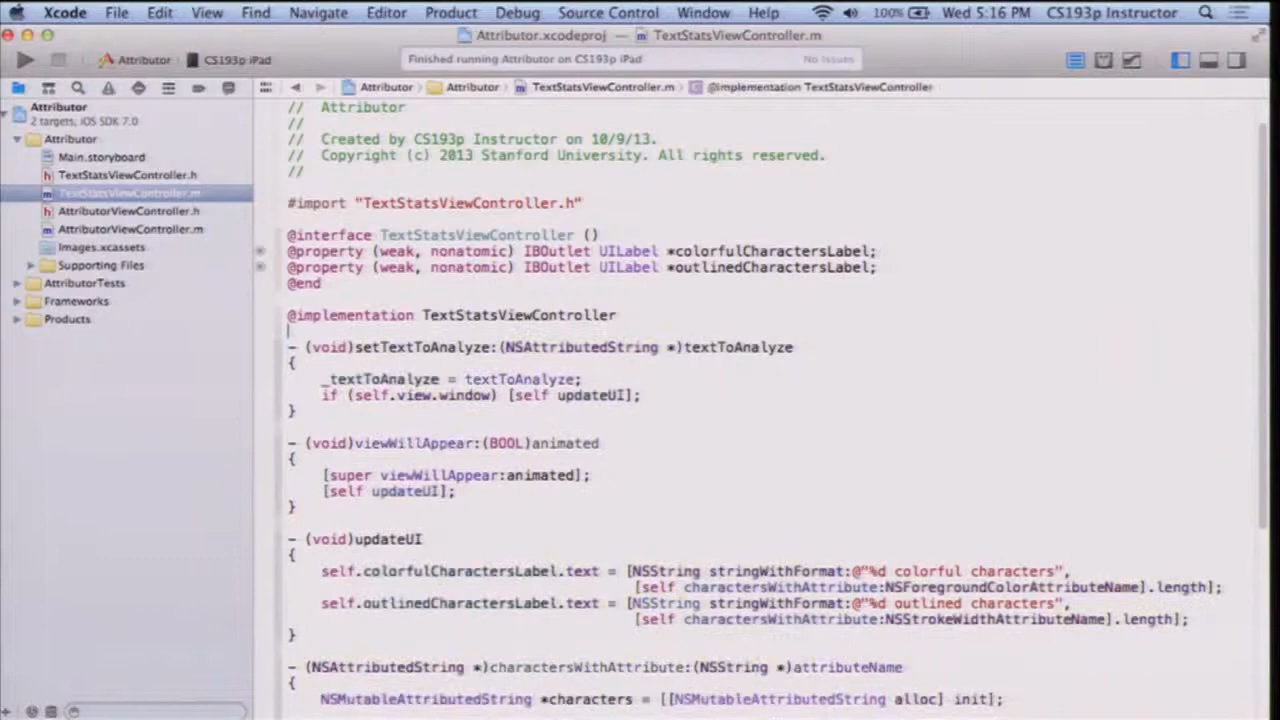 Xcode File Edit View Find Navigate Editor Product Debug Source Control Window Help 100% Wed 5:16 PM CS193p Instructor
Attributor.xcodeproj — TextStatsViewController.m
Attributor CS193p iPad Finished running Attributor on CS193p iPad No Issues
Attributor Attributor TextStatsViewController.m @implementation TextStatsViewController
Attributor
2 targets, iOS SDK 7.0
Attributor
Main.storyboard
TextStatsViewController.h
TextStatsViewController.m
AttributorViewController.h
AttributorViewController.m
Images.xcassets
Supporting Files
AttributorTests
Frameworks
Products
// Attributor
//
// Created by CS193p Instructor on 10/9/13.
// Copyright (c) 2013 Stanford University. All rights reserved.
//
#import "TextStatsViewController.h"
@interface TextStatsViewController ()
@property (weak, nonatomic) IBOutlet UILabel *colorfulCharactersLabel;
@property (weak, nonatomic) IBOutlet UILabel *outlinedCharactersLabel;
@end
@implementation TextStatsViewController
- (void)setTextToAnalyze:(NSAttributedString *)textToAnalyze
{
_textToAnalyze = textToAnalyze;
if (self.view.window) [self updateUI];
}
- (void)viewWillAppear:(BOOL)animated
{
[super viewWillAppear:animated];
[self updateUI];
}
- (void)updateUI
{
self.colorfulCharactersLabel.text = [NSString stringWithFormat:@"%d colorful characters",
[self charactersWithAttribute:NSForegroundColorAttributeName].length];
self.outlinedCharactersLabel.text = [NSString stringWithFormat:@"%d outlined characters",
[self charactersWithAttribute:NSStrokeWidthAttributeName].length];
}
- (NSAttributedString *)charactersWithAttribute:(NSString *)attributeName
{
NSMutableAttributedString *characters = [[NSMutableAttributedString alloc] init];